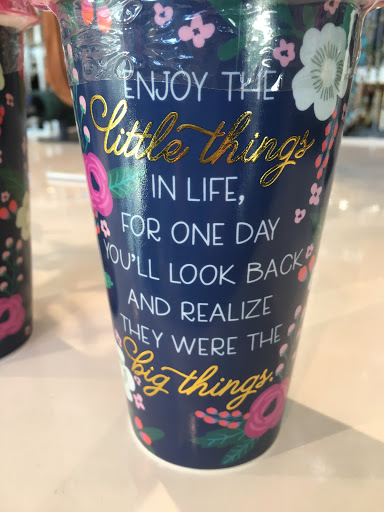 ENJOY THE
little things
IN LIFE,
FOR ONE DAY
YOU'LL LOOK BACK
AND REALIZE
THEY WERE THE
big things.